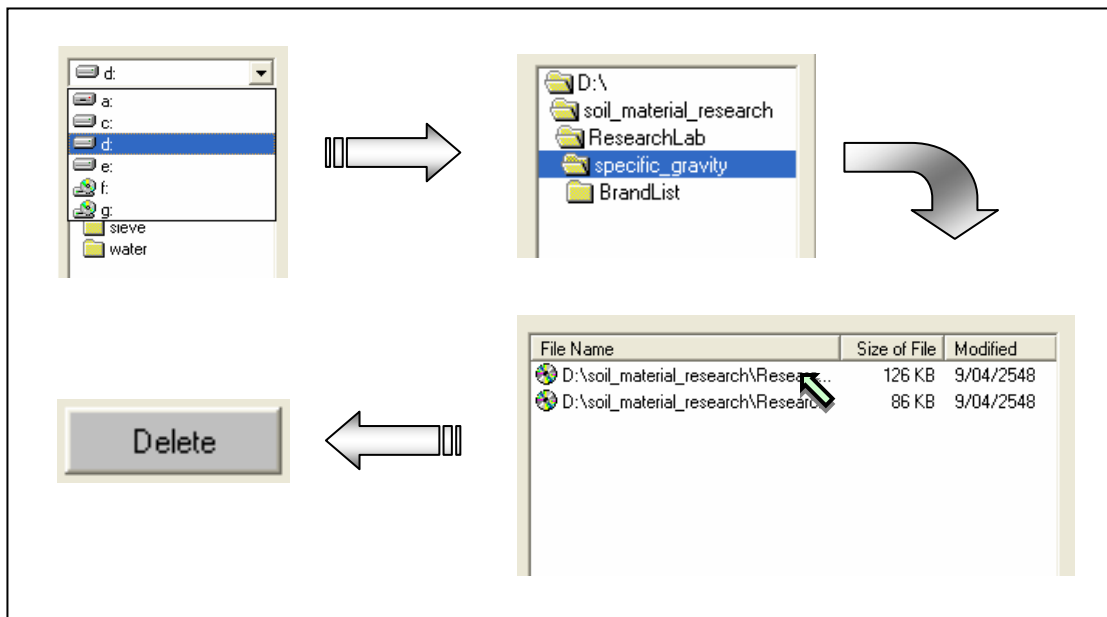 d:
a:
c:
d:
e:
f:
g:
sieve
water
D:\
soil_material_research
ResearchLab
specific_gravity
BrandList
File Name Size of File Modified
D:\soil_material_research\Researc... 126 KB 9/04/2548
D:\soil_material_research\Researc 86 KB 9/04/2548
Delete